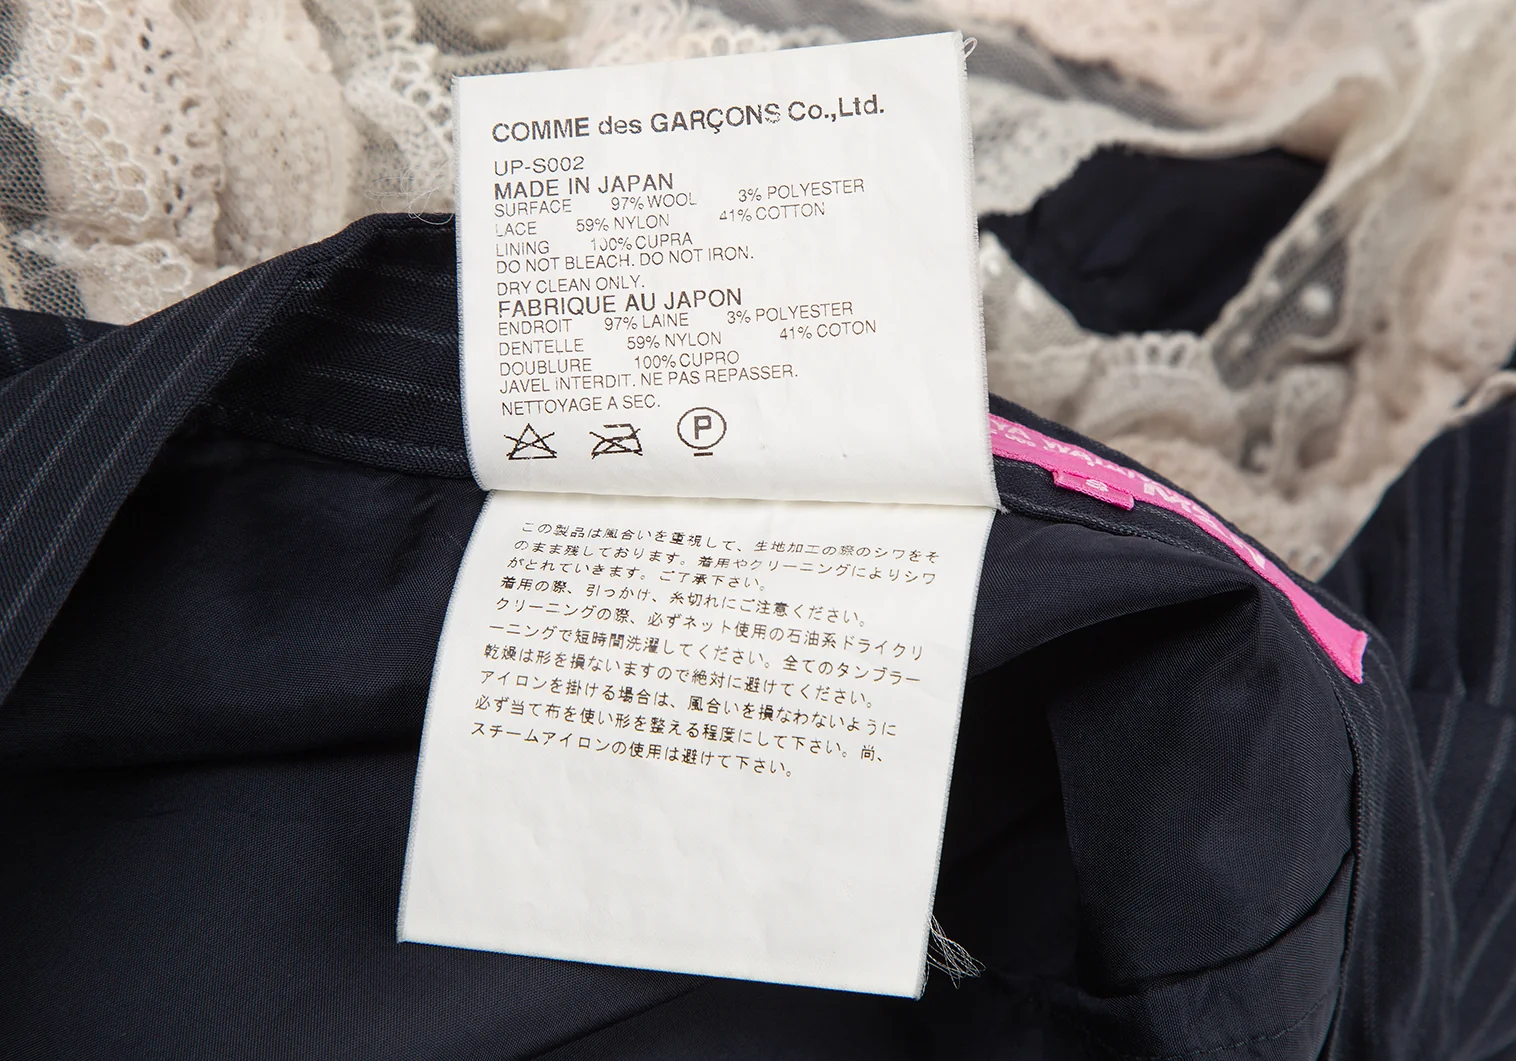 COMME des GARÇONS Co.,Ltd.
UP-S002
MADE IN JAPAN
SURFACE 97% WOOL 3% POLYESTER
LACE 59% NYLON 41% COTTON
LINING 100% CUPRA
DO NOT BLEACH. DO NOT IRON.
DRY CLEAN ONLY.
FABRIQUE AU JAPON
ENDROIT 97% LAINE 3% POLYESTER
DENTELLE 59% NYLON 41% COTON
DOUBLURE 100% CUPRO
JAVEL INTERDIT. NE PAS REPASSER.
NETTOYAGE A SEC.
P
S
この製品は風合いを重視して、生地加工の際のシワをそ
のまま残しております。着用やクリーニングによりシワ
がとれていきます。ご了承下さい。
着用の際、引っかけ、糸切れにご注意ください。
クリーニングの際、必ずネット使用の石油系ドライクリ
ーニングで短時間洗濯してください。全てのタンブラー
乾燥は形を損ないますので絶対に避けてください。
アイロンを掛ける場合は、風合いを損なわないように
必ず当て布を使い形を整える程度にして下さい。尚、
スチームアイロンの使用は避けて下さい。